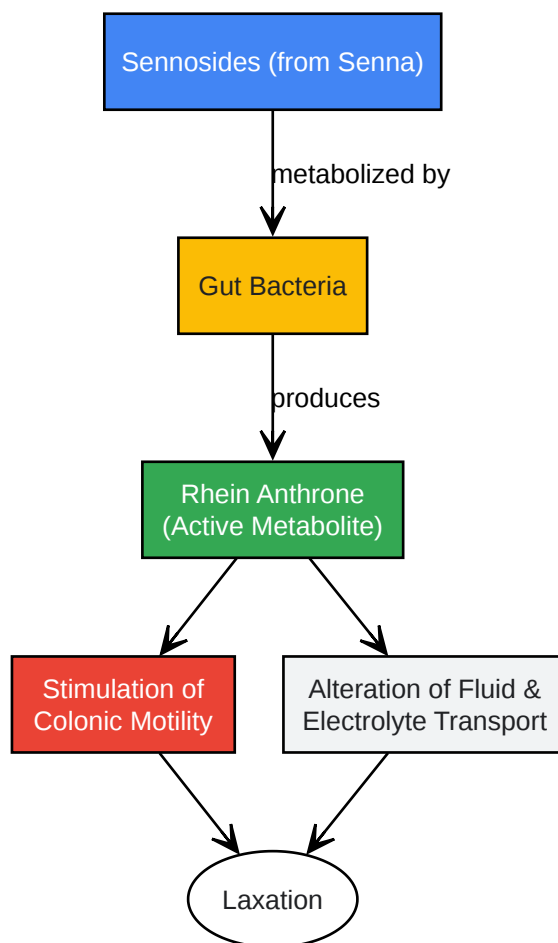 Sennosides (from Senna)
metabolized by
Gut Bacteria
produces
Rhein Anthrone
(Active Metabolite)
Stimulation of
Colonic Motility
Alteration of Fluid &
Electrolyte Transport
Laxation